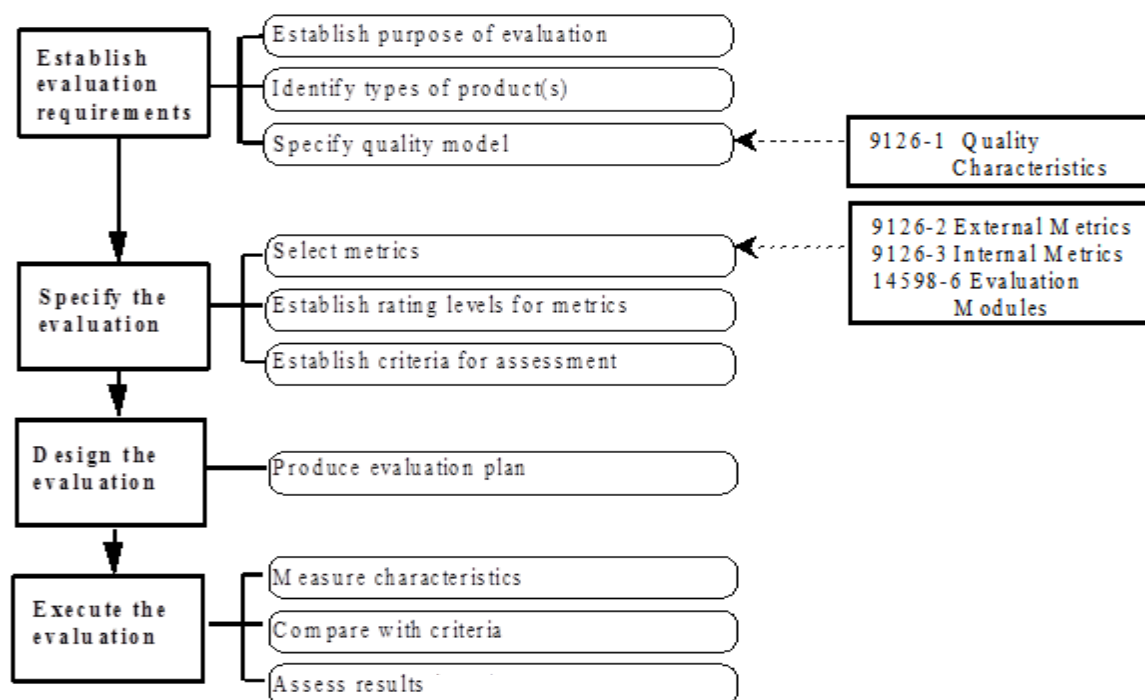 Establish
evaluation
requirements
Establish purpose of evaluation
Identify types of product(s)
Specify quality model
9126-1 Quality
Characteristics
Specify the
evaluation
Select metrics
Establish rating levels for metrics
Establish criteria for assessment
9126-2 External Metrics
9126-3 Internal Metrics
14598-6 Evaluation
Modules
Design the
evaluation
Produce evaluation plan
Execute the
evaluation
Measure characteristics
Compare with criteria
Assess results